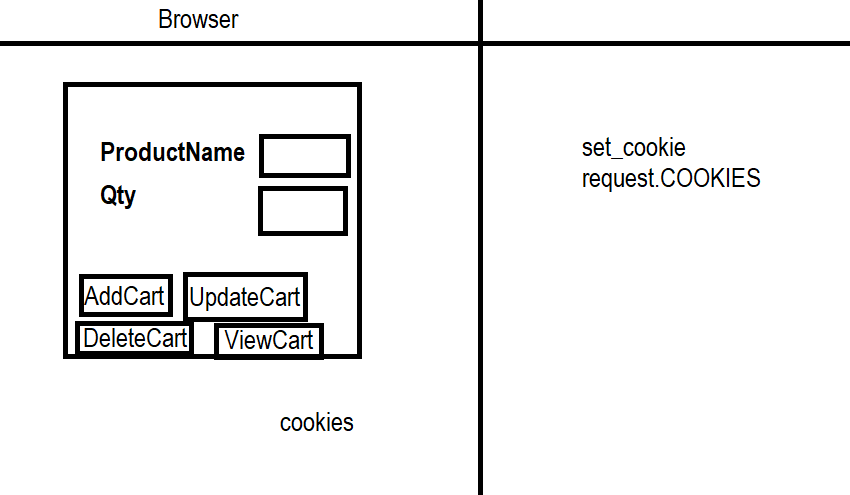 Browser
ProductName
Qty
AddCart
UpdateCart
DeleteCart
ViewCart
cookies
set_cookie
request.COOKIES